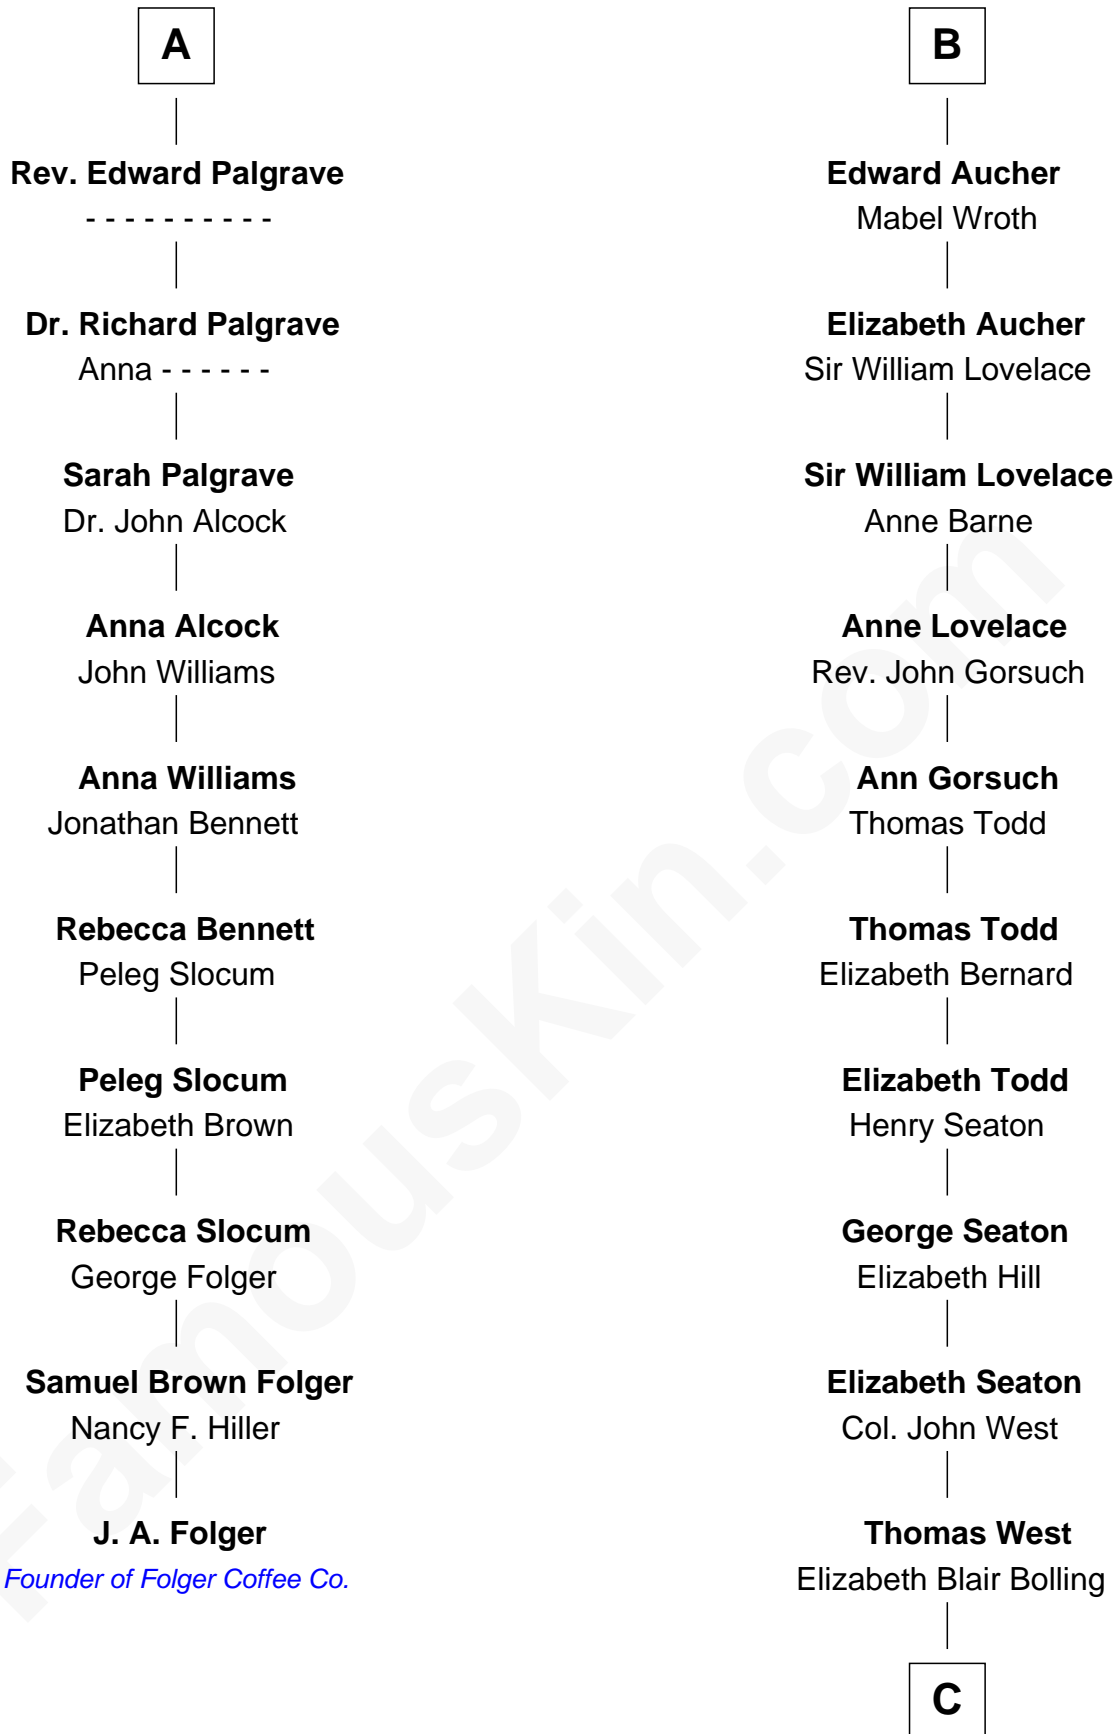 A
Rev. Edward Palgrave
- - - - - - - - - -
Dr. Richard Palgrave
Anna - - - - - -
Sarah Palgrave
Dr. John Alcock
Anna Alcock
John Williams
Anna Williams
Jonathan Bennett
Rebecca Bennett
Peleg Slocum
Peleg Slocum
Elizabeth Brown
Rebecca Slocum
George Folger
Samuel Brown Folger
Nancy F. Hiller
J. A. Folger
Founder of Folger Coffee Co.
B
Edward Aucher
Mabel Wroth
Elizabeth Aucher
Sir William Lovelace
Sir William Lovelace
Anne Barne
Anne Lovelace
Rev. John Gorsuch
Ann Gorsuch
Thomas Todd
Thomas Todd
Elizabeth Bernard
Elizabeth Todd
Henry Seaton
George Seaton
Elizabeth Hill
Elizabeth Seaton
Col. John West
Thomas West
Elizabeth Blair Bolling
C
FamousKin.com